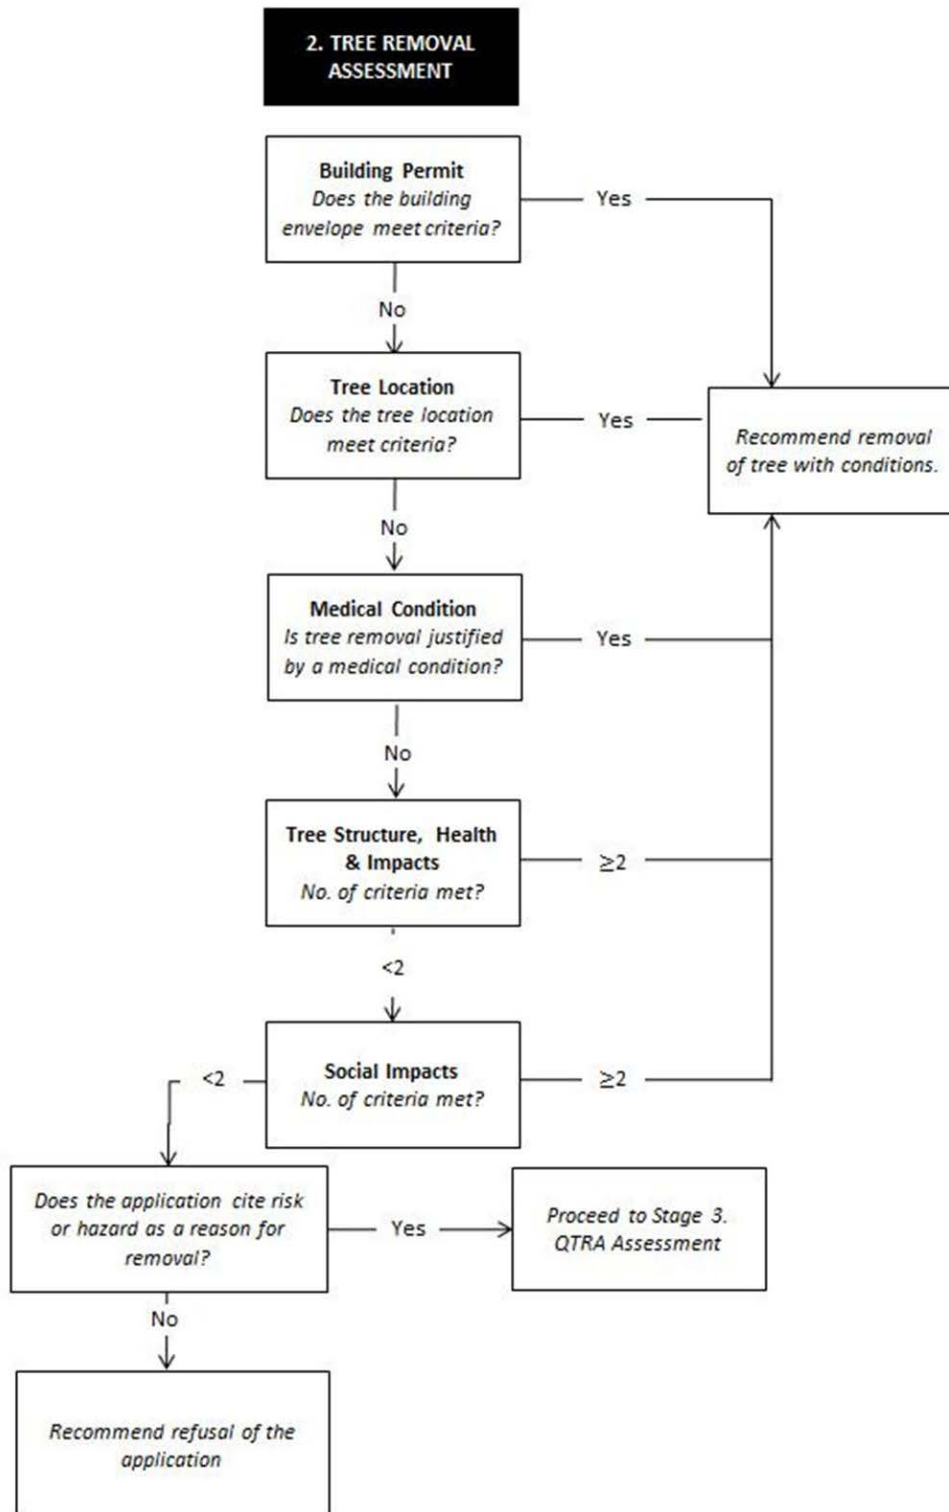 2. TREE REMOVAL
ASSESSMENT
Building Permit
Does the building
envelope meet criteria?
Yes
No
Tree Location
Does the tree location
meet criteria?
Yes
Recommend removal
of tree with conditions.
No
Medical Condition
Is tree removal justified
by a medical condition?
Yes
No
Tree Structure, Health
& Impacts
No. of criteria met?
≥2
<2
Social Impacts
No. of criteria met?
<2
≥2
Does the application cite risk
or hazard as a reason for
removal?
Yes
Proceed to Stage 3.
QTRA Assessment
No
Recommend refusal of the
application